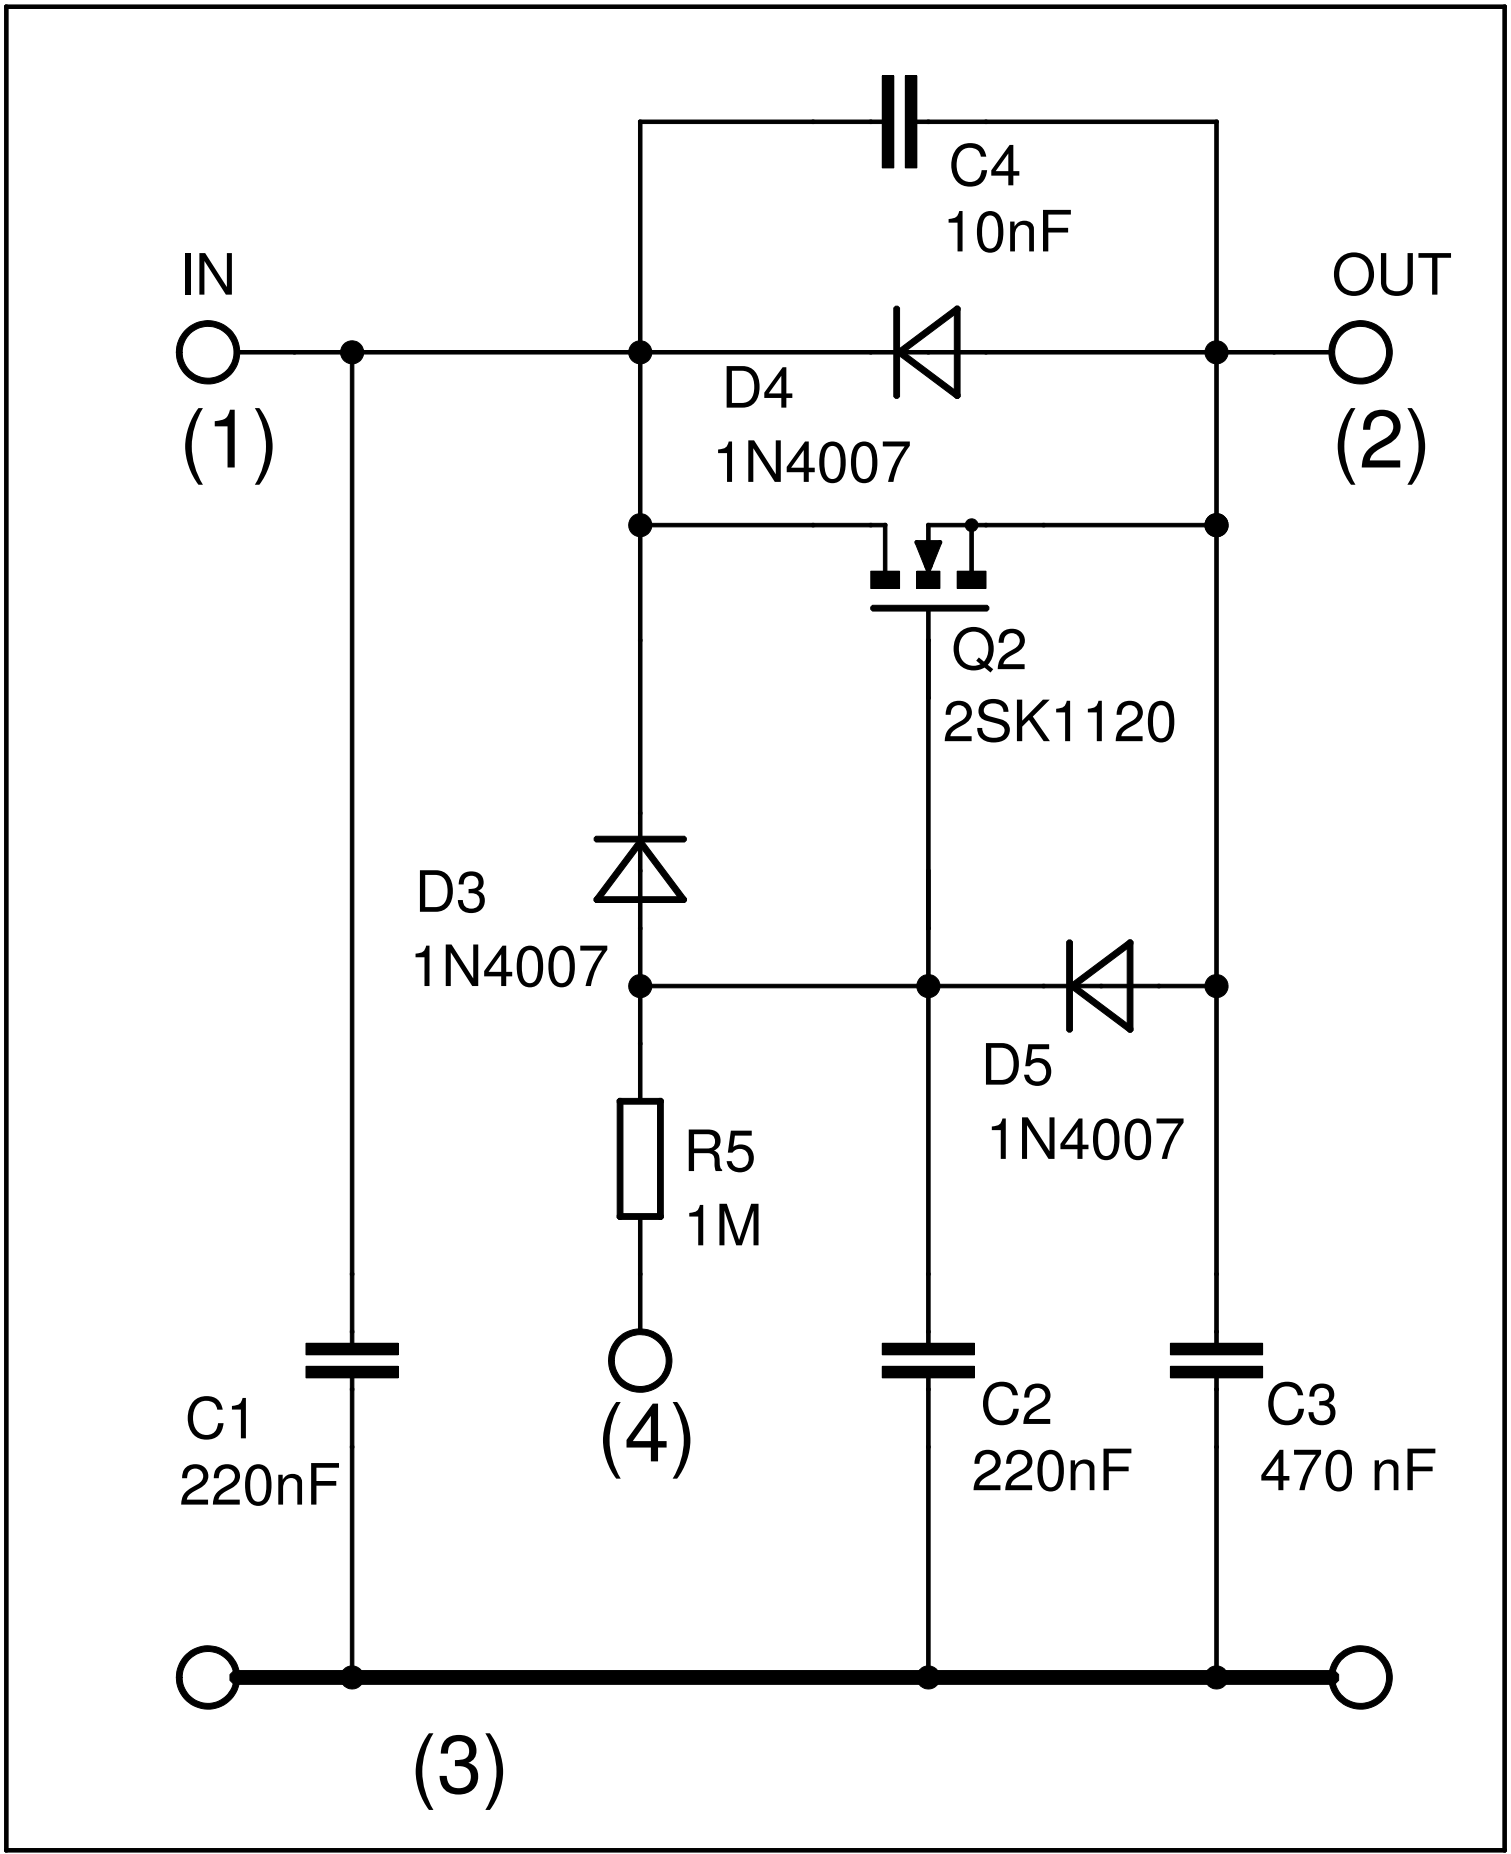 C4
10nF
IN
OUT
(1)
D4
1N4007
(2)
Q2
2SK1120
D3
1N4007
D5
1N4007
R5
1M
C1
220nF
(4)
C2
220nF
C3
470 nF
(3)